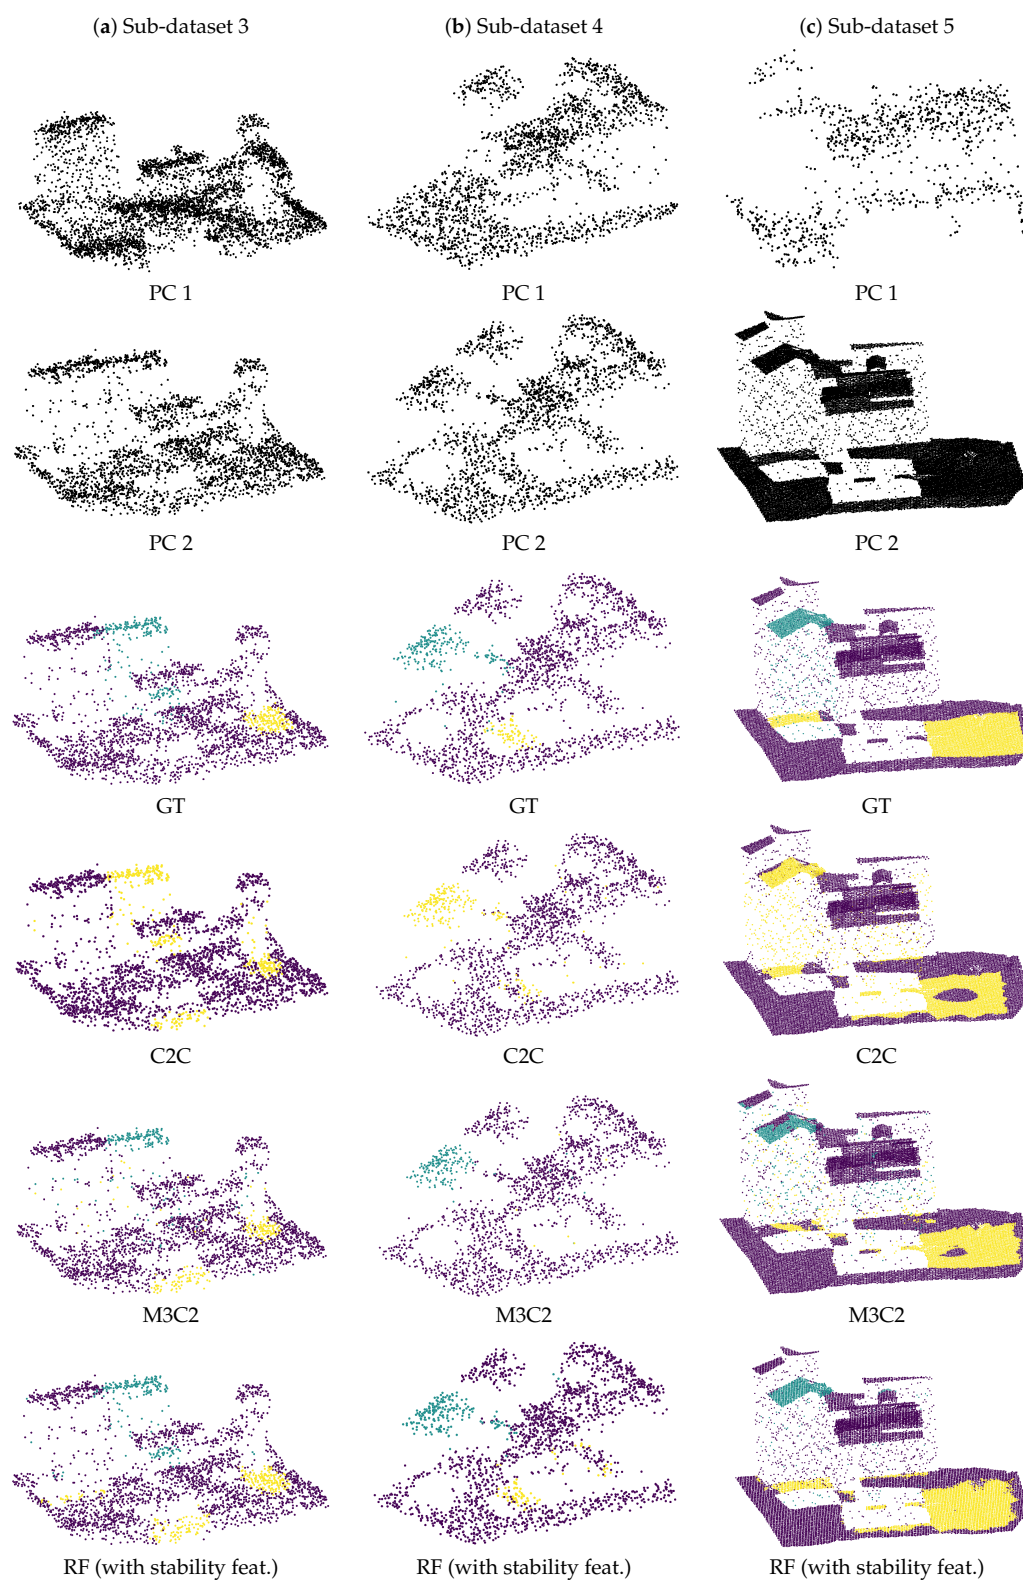 (a) Sub-dataset 3 (b) Sub-dataset 4 (c) Sub-dataset 5
PC 1 PC 1 PC 1
PC 2 PC 2 PC 2
GT GT GT
C2C C2C C2C
M3C2 M3C2 M3C2
RF (with stability feat.) RF (with stability feat.) RF (with stability feat.)